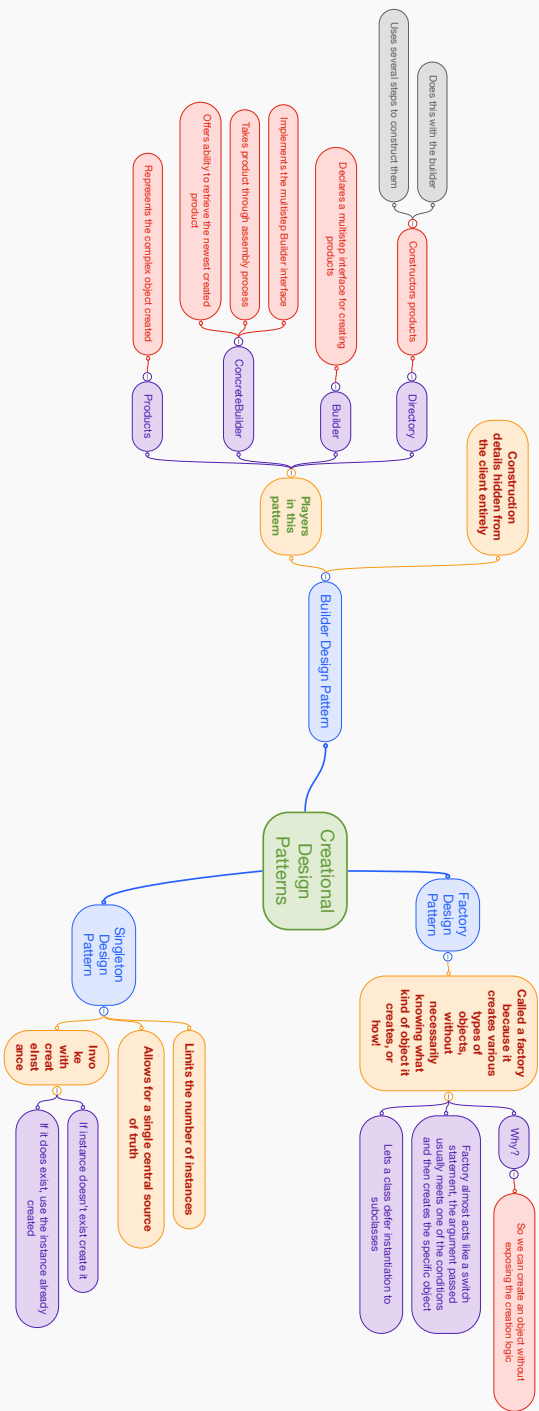 Creational
Design
Patterns
Builder Design Pattern
Construction
details hidden from
the client entirely
Players
in this
pattern
Directory
Constructors products
Does this with the builder
Uses several steps to construct them
Builder
Declares a multistep interface for creating
products
ConcreteBuilder
Implements the multistep Builder interface
Takes product through assembly process
Offers ability to retrieve the newest created
product
Products
Represents the complex object created
Factory
Design
Pattern
Called a factory
because it
creates various
types of
objects,
without
necessarily
knowing what
kind of object it
creates, or
how!
Why?
So we can create an object without
exposing the creation logic
Factory almost acts like a switch
statement, the argument passed
usually meets one of the conditions
and then creates the specific object
Lets a class defer instantiation to
subclasses
Singleton
Design
Pattern
Limits the number of instances
Allows for a single central source
of truth
Invo
ke
with
creat
eInst
ance
If instance doesn't exist create it
If it does exist, use the instance already
created